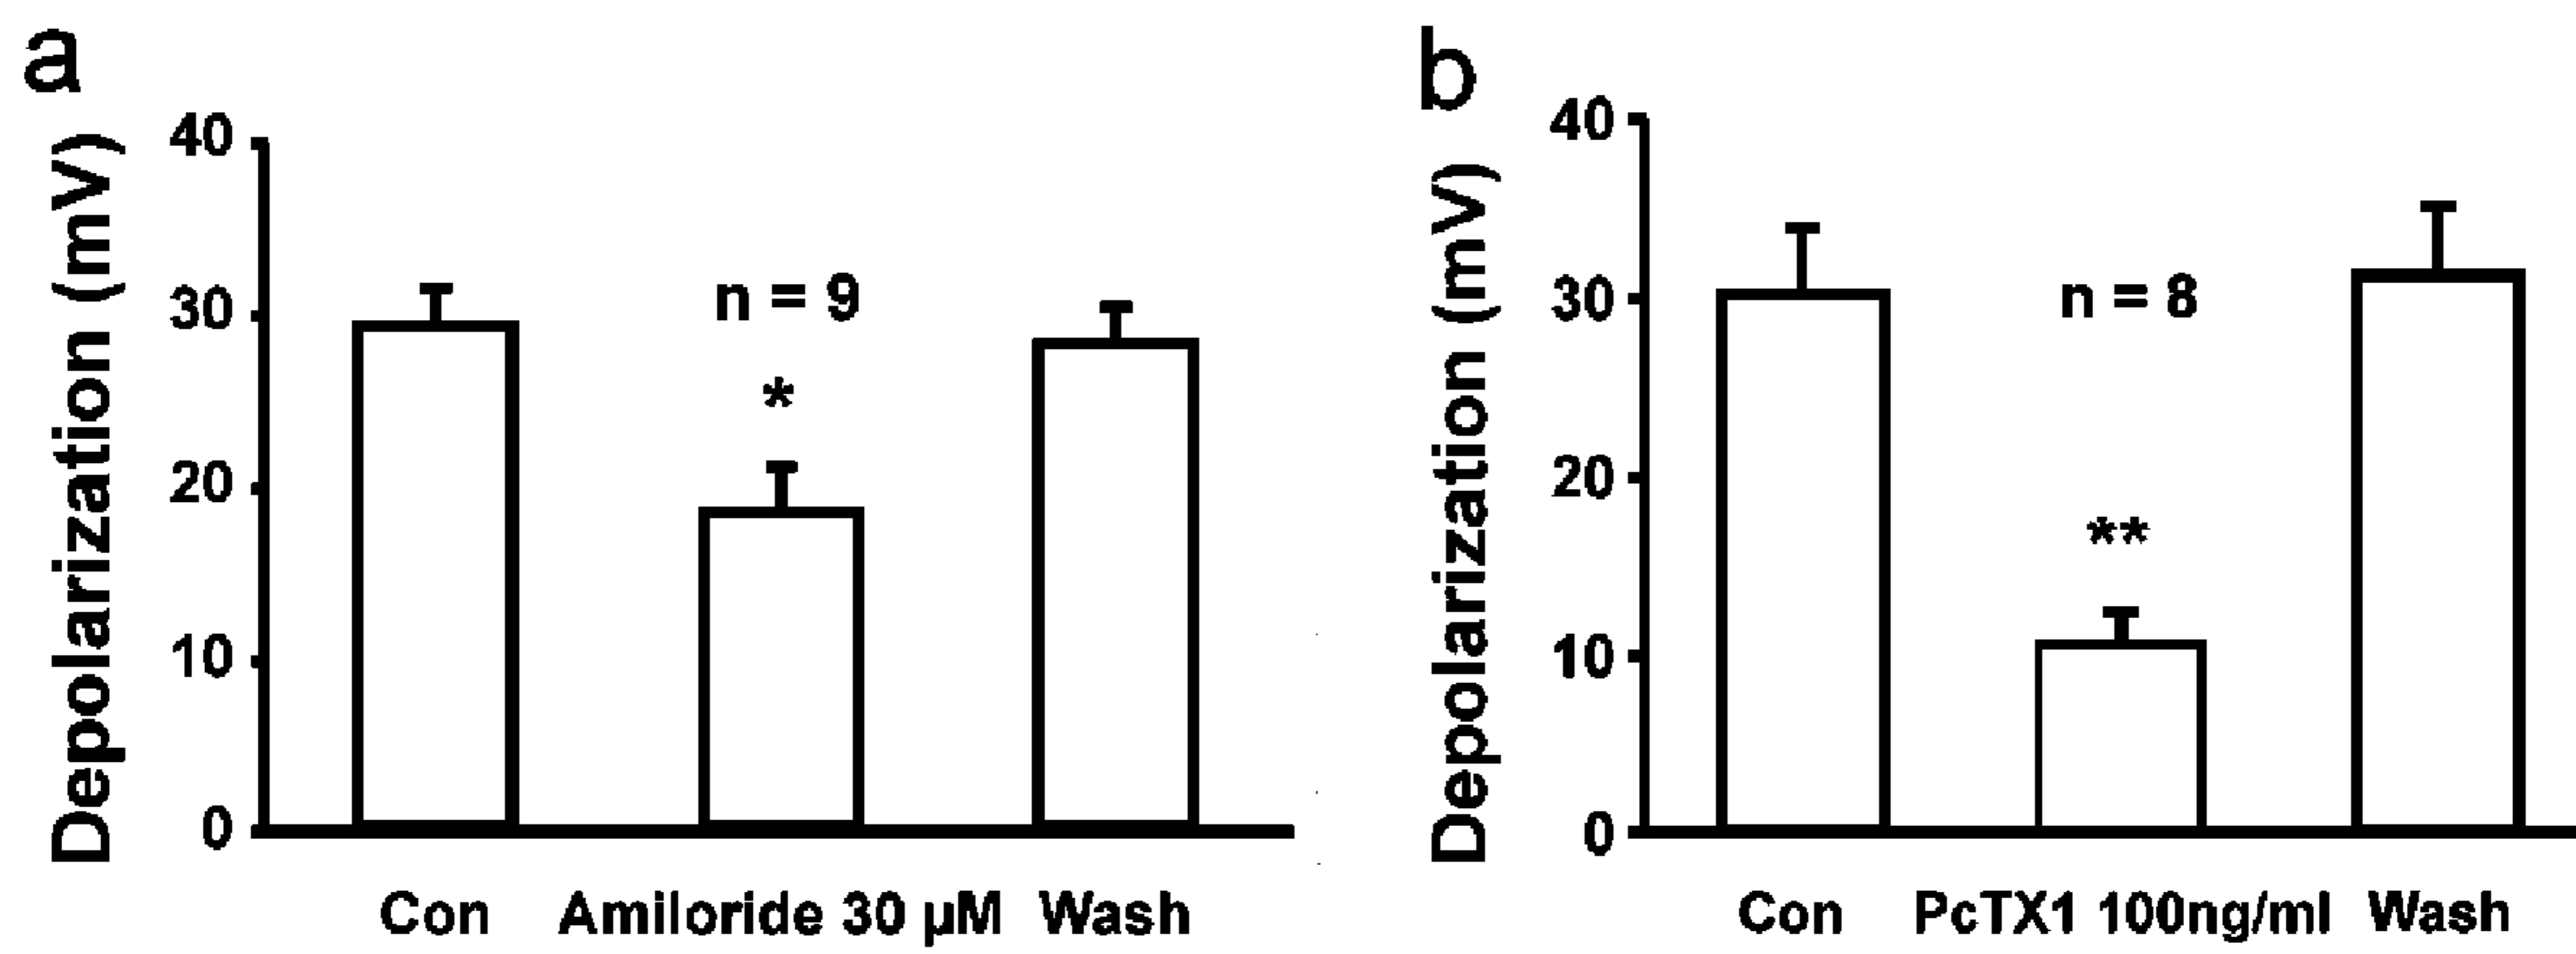 a
Depolarization (mV)
40
30
20
10
0
n = 9
*
Con Amiloride 30 µM Wash
b
Depolarization (mV)
40
30
20
10
0
n = 8
**
Con PcTX1 100ng/ml Wash